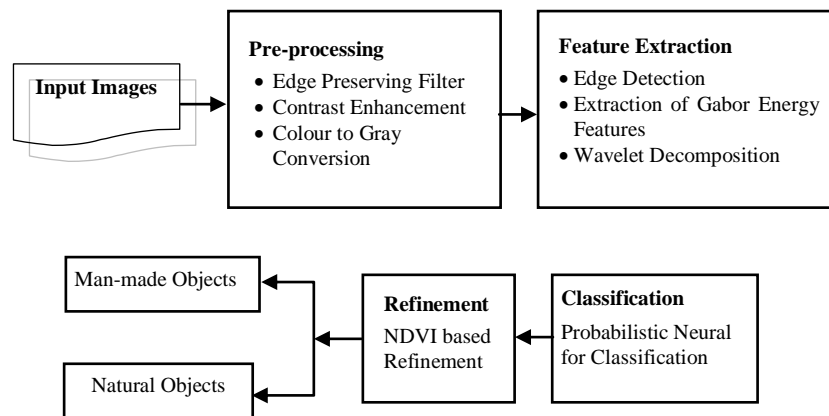 Input Images
Pre-processing
• Edge Preserving Filter
• Contrast Enhancement
• Colour to Gray
Conversion
Feature Extraction
• Edge Detection
• Extraction of Gabor Energy
Features
• Wavelet Decomposition
Man-made Objects
Natural Objects
Refinement
NDVI based
Refinement
Classification
Probabilistic Neural
for Classification